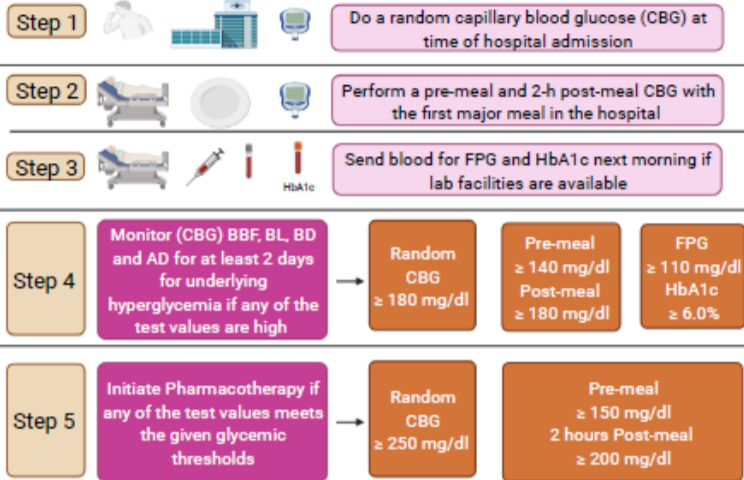 Step 1
Do a random capillary blood glucose (CBG) at
time of hospital admission
Step 2
Perform a pre-meal and 2-h post-meal CBG with
the first major meal in the hospital
Step 3
HbA1c
Send blood for FPG and HbA1c next morning if
lab facilities are available
Step 4
Monitor (CBG) BBF, BL, BD
and AD for at least 2 days
for underlying
hyperglycemia if any of the
test values are high
Random
CBG
≥ 180 mg/dl
Pre-meal
≥ 140 mg/dl
Post-meal
≥ 180 mg/dl
FPG
≥ 110 mg/dl
HbA1c
≥ 6.0%
Step 5
Initiate Pharmacotherapy if
any of the test values meets
the given glycemic
thresholds
Random
CBG
≥ 250 mg/dl
Pre-meal
≥ 150 mg/dl
2 hours Post-meal
≥ 200 mg/dl